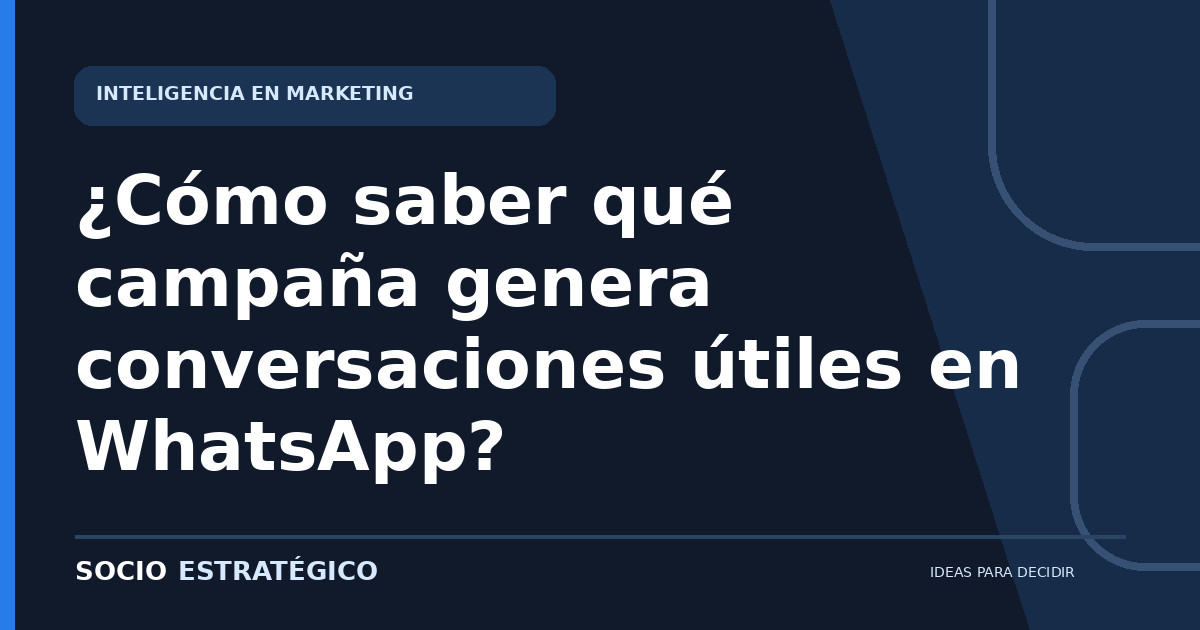 INTELIGENCIA EN MARKETING
¿Cómo saber qué
campaña genera
conversaciones útiles en
WhatsApp?
SOCIO ESTRATÉGICO
IDEAS PARA DECIDIR